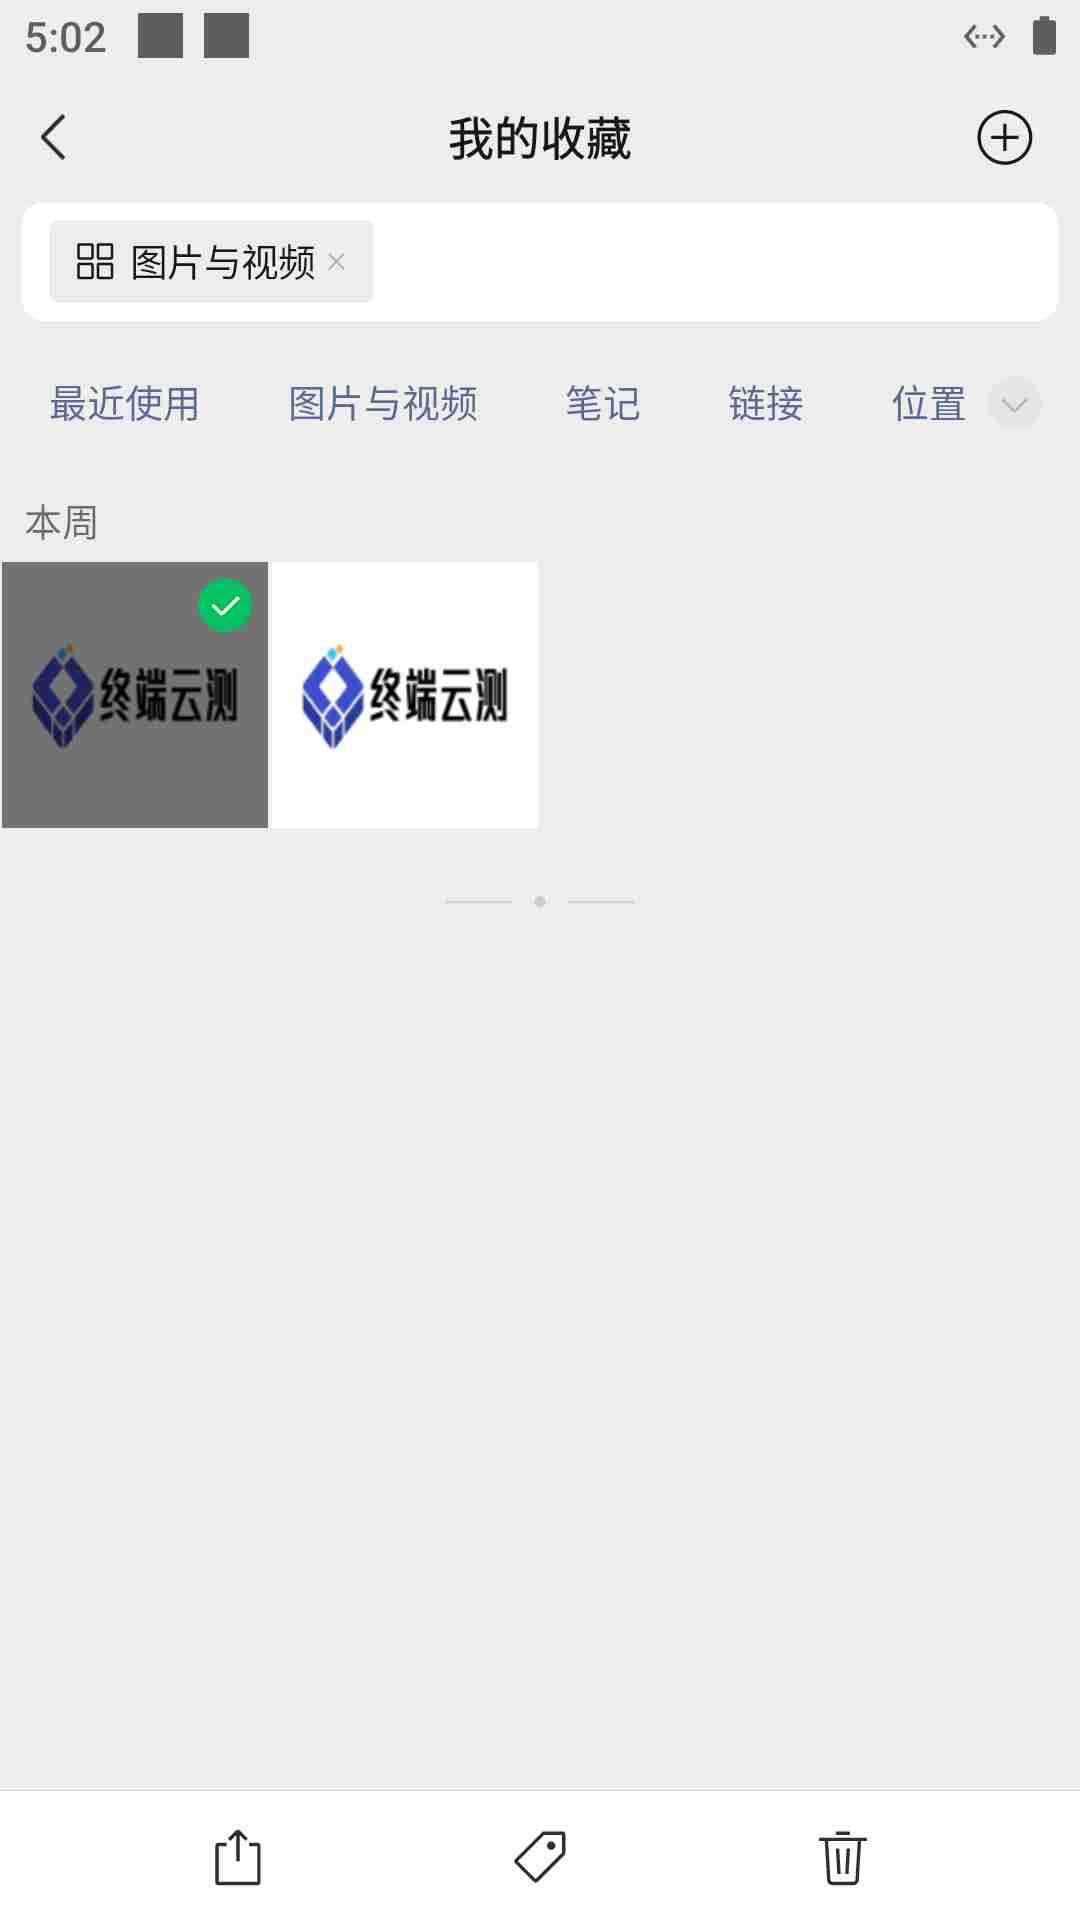 5:02
我的收藏
图片与视频
最近使用 图片与视频 笔记 链接 位置
本周
终端云测 终端云测